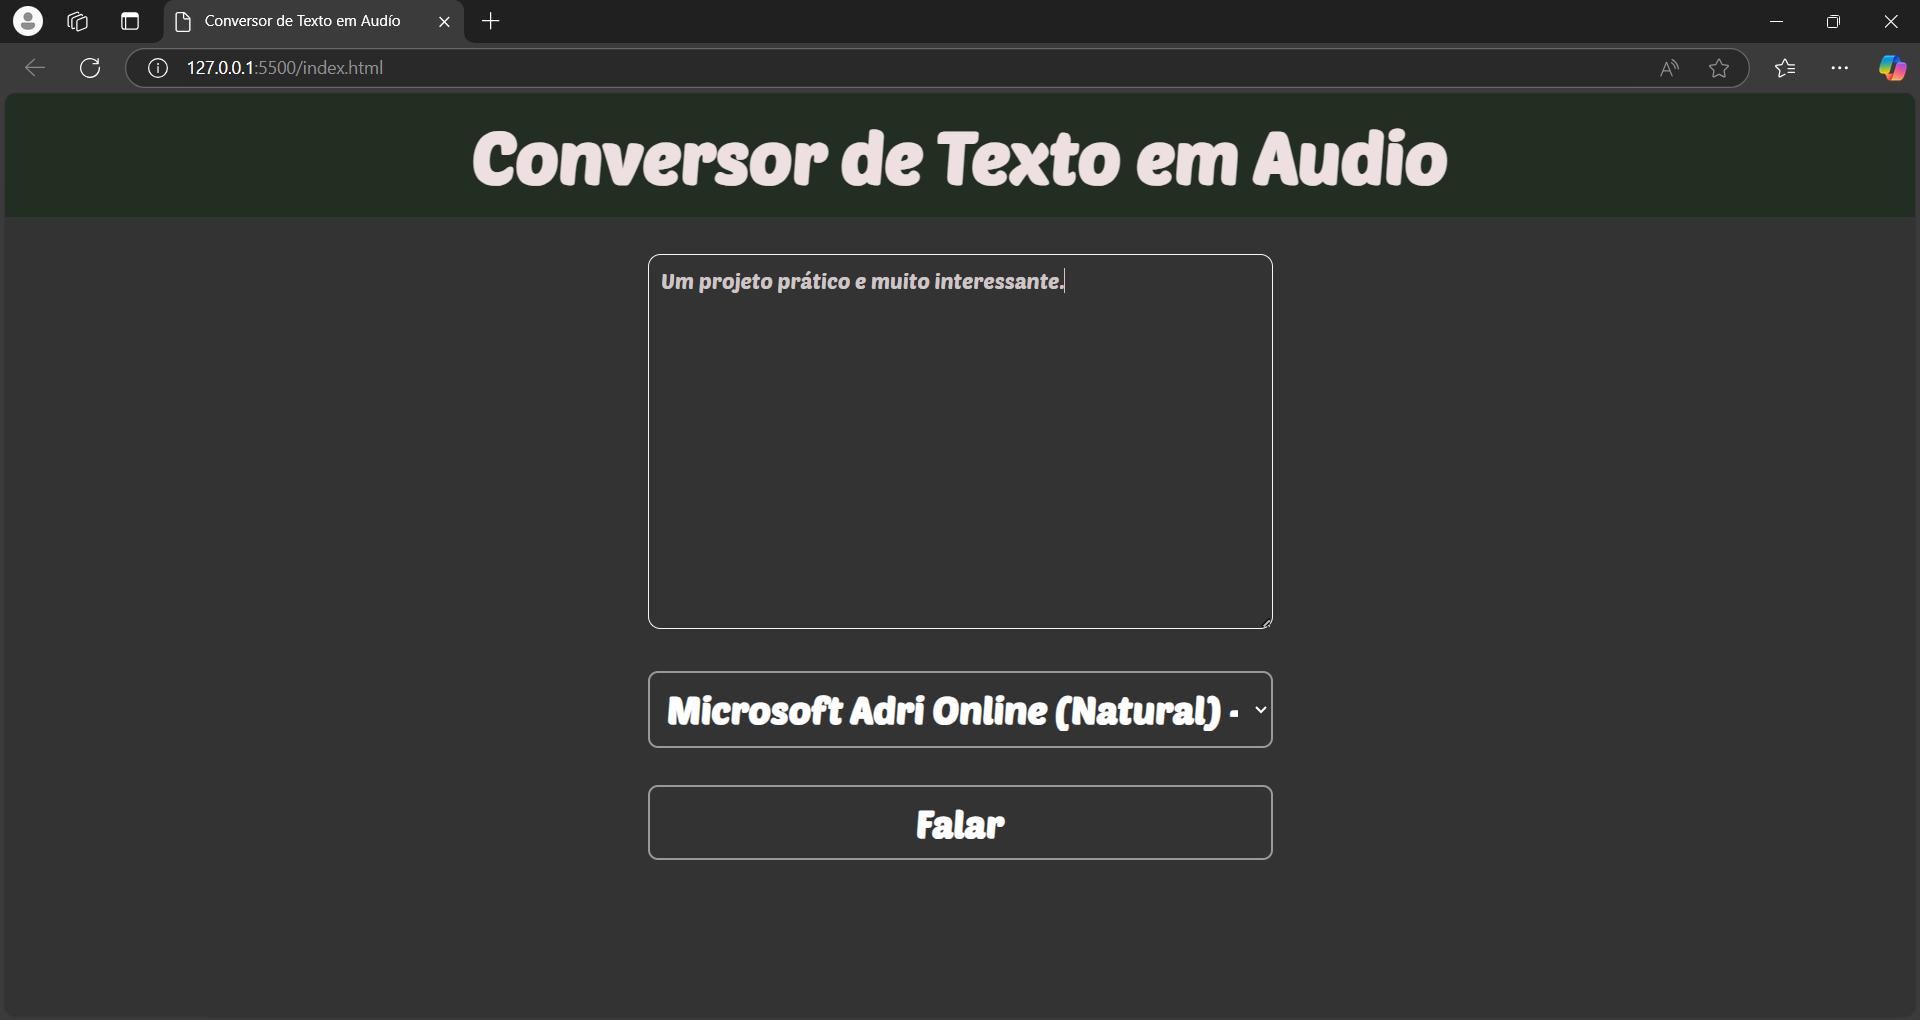 Conversor de Texto em Audío
127.0.0.1:5500/index.html
Conversor de Texto em Audio
Um projeto prático e muito interessante.
Microsoft Adri Online (Natural) -
Falar